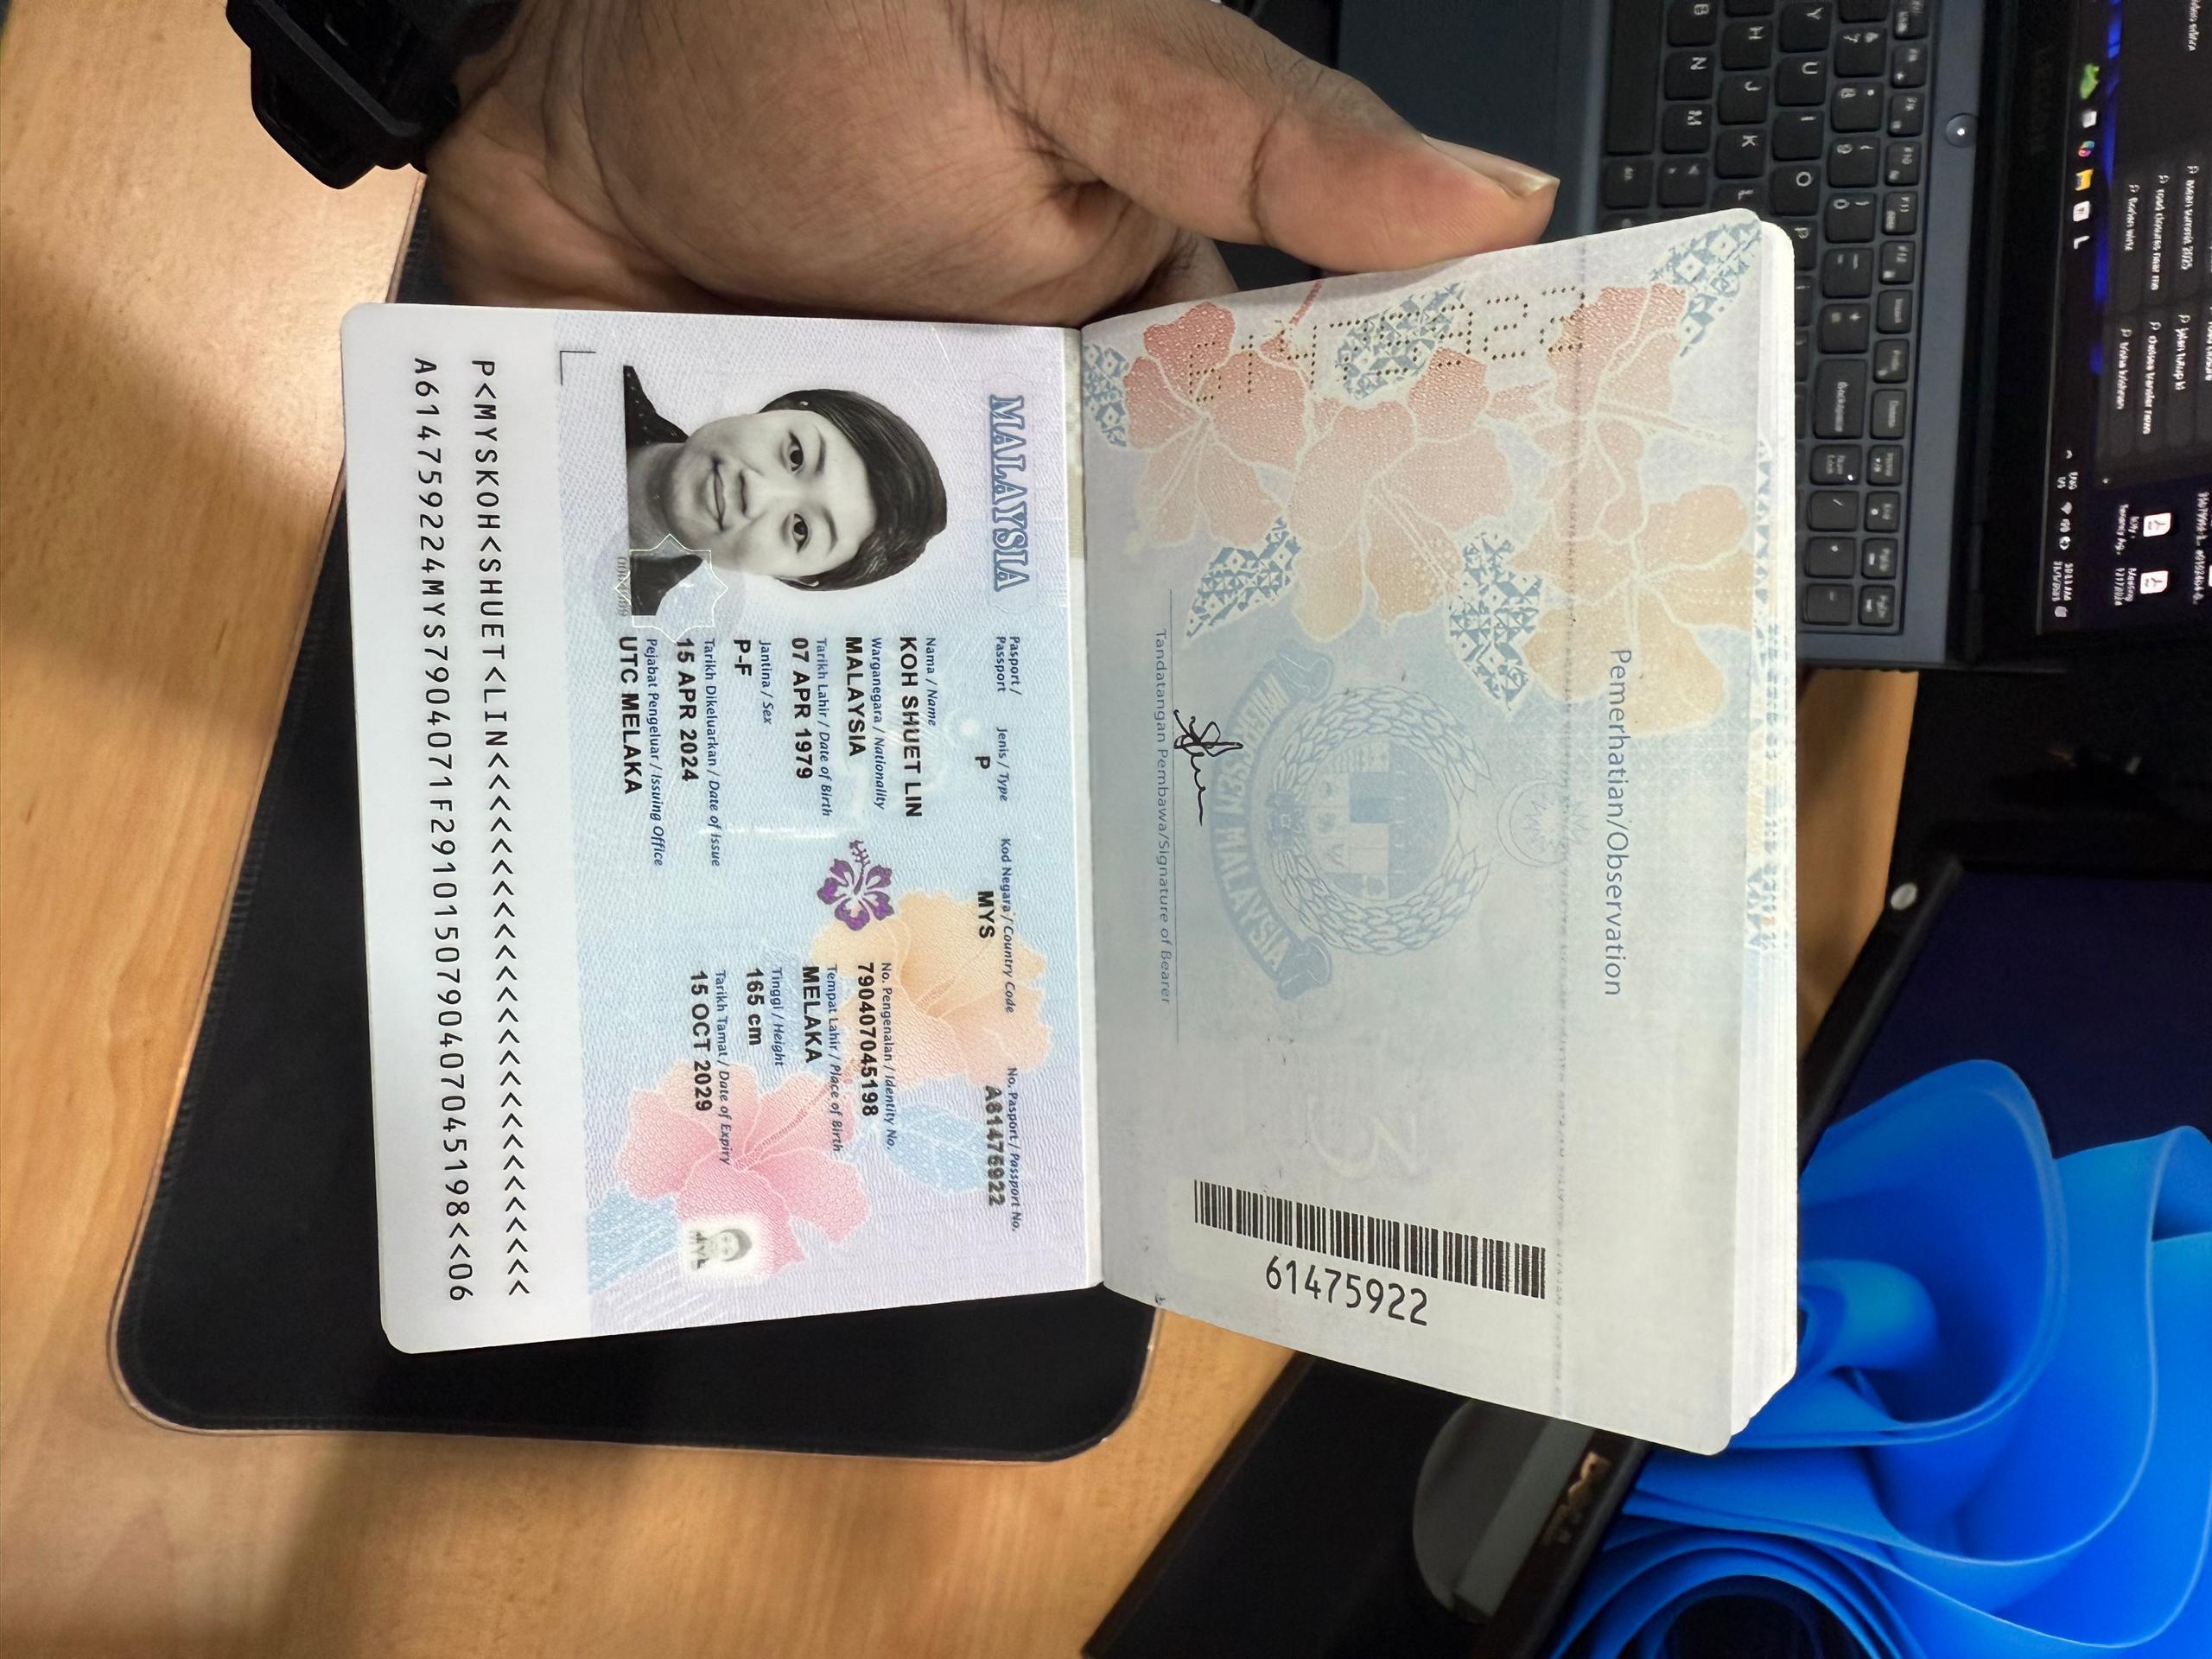 Pemerhatian/Observation
61475922
Tandatangan Pembawa/Signature of Bearer
MALAYSIA
Pasport / Passport
Jenis / Type
P
Kod Negara / Country Code
MYS
No. Pasport / Passport No.
A61475922
Nama / Name
KOH SHUET LIN
Warganegara / Nationality
MALAYSIA
No. Pengenalan / Identity No.
790407045198
Tarikh Lahir / Date of Birth
07 APR 1979
Tempat Lahir / Place of Birth
MELAKA
Jantina / Sex
P-F
Tinggi / Height
165 cm
Tarikh Dikeluarkan / Date of Issue
15 APR 2024
Tarikh Tamat / Date of Expiry
15 OCT 2029
Pejabat Pengeluar / Issuing Office
UTC MELAKA
P<MYSKOH<SHUET<LIN<<<<<<<<<<<<<<<<<<<<<<<<<<
A614759224MYS7904071F2910150790407045198<<06